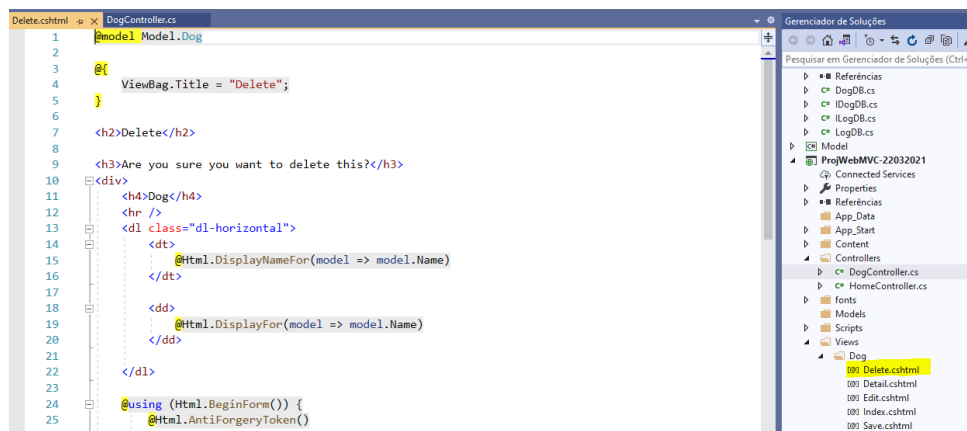 Delete.cshtml
DogController.cs
1 @model Model.Dog
2
3 @{
4 ViewBag.Title = "Delete";
5 }
6
7 <h2>Delete</h2>
8
9 <h3>Are you sure you want to delete this?</h3>
10 <div>
11 <h4>Dog</h4>
12 <hr />
13 <dl class="dl-horizontal">
14 <dt>
15 @Html.DisplayNameFor(model => model.Name)
16 </dt>
17
18 <dd>
19 @Html.DisplayFor(model => model.Name)
20 </dd>
21
22 </dl>
23
24 @using (Html.BeginForm()) {
25 @Html.AntiForgeryToken()
Gerenciador de Soluções
Pesquisar em Gerenciador de Soluções (Ctrl+
Referências
C# DogDB.cs
C# IDogDB.cs
C# ILogDB.cs
C# LogDB.cs
C# Model
ProjWebMVC-22032021
Connected Services
Properties
Referências
App_Data
App_Start
Content
Controllers
C# DogController.cs
C# HomeController.cs
fonts
Models
Scripts
Views
Dog
[@] Delete.cshtml
[@] Detail.cshtml
[@] Edit.cshtml
[@] Index.cshtml
[@] Save.cshtml